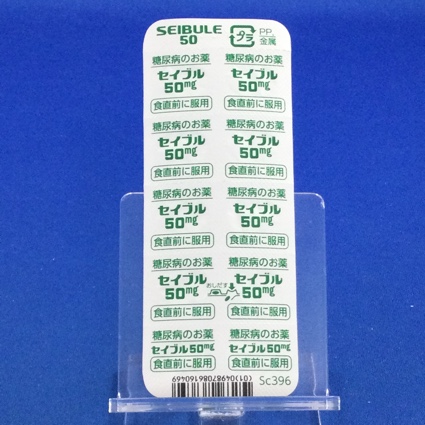 SEIBULE
50
プラ
PP,
金属
糖尿病のお薬 糖尿病のお薬
セイブル セイブル
50mg 50mg
食直前に服用 食直前に服用
糖尿病のお薬 糖尿病のお薬
セイブル セイブル
50mg 50mg
食直前に服用 食直前に服用
糖尿病のお薬 糖尿病のお薬
セイブル セイブル
50mg 50mg
食直前に服用 食直前に服用
糖尿病のお薬 糖尿病のお薬
セイブル おしだす セイブル
50mg 50mg
食直前に服用 食直前に服用
糖尿病のお薬 糖尿病のお薬
セイブル50mg セイブル50mg
食直前に服用 食直前に服用
(01)04987086160469
Sc396